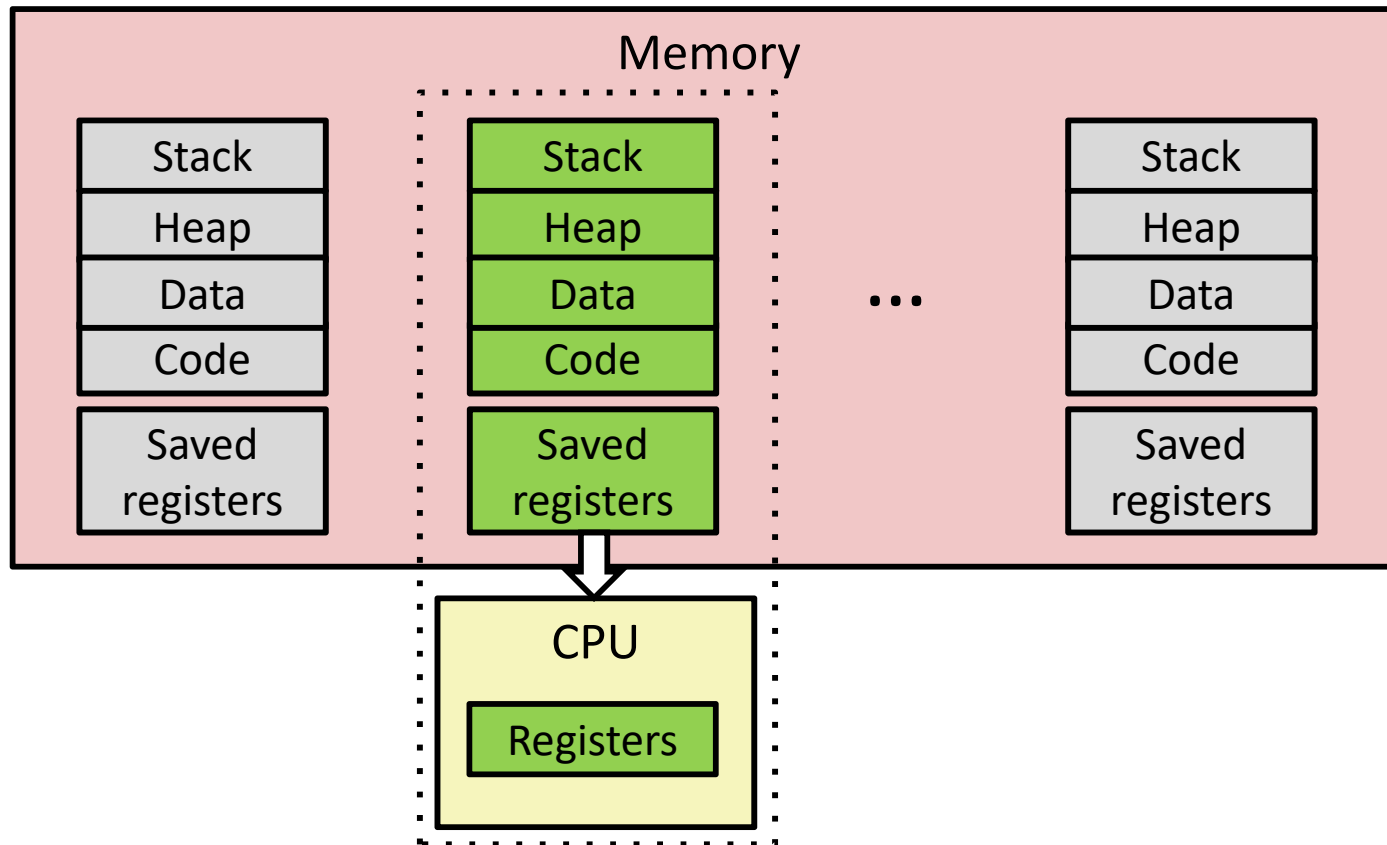 Memory
Stack
Heap
Data
Code
Saved
registers
Stack
Heap
Data
Code
Saved
registers
...
Stack
Heap
Data
Code
Saved
registers
CPU
Registers